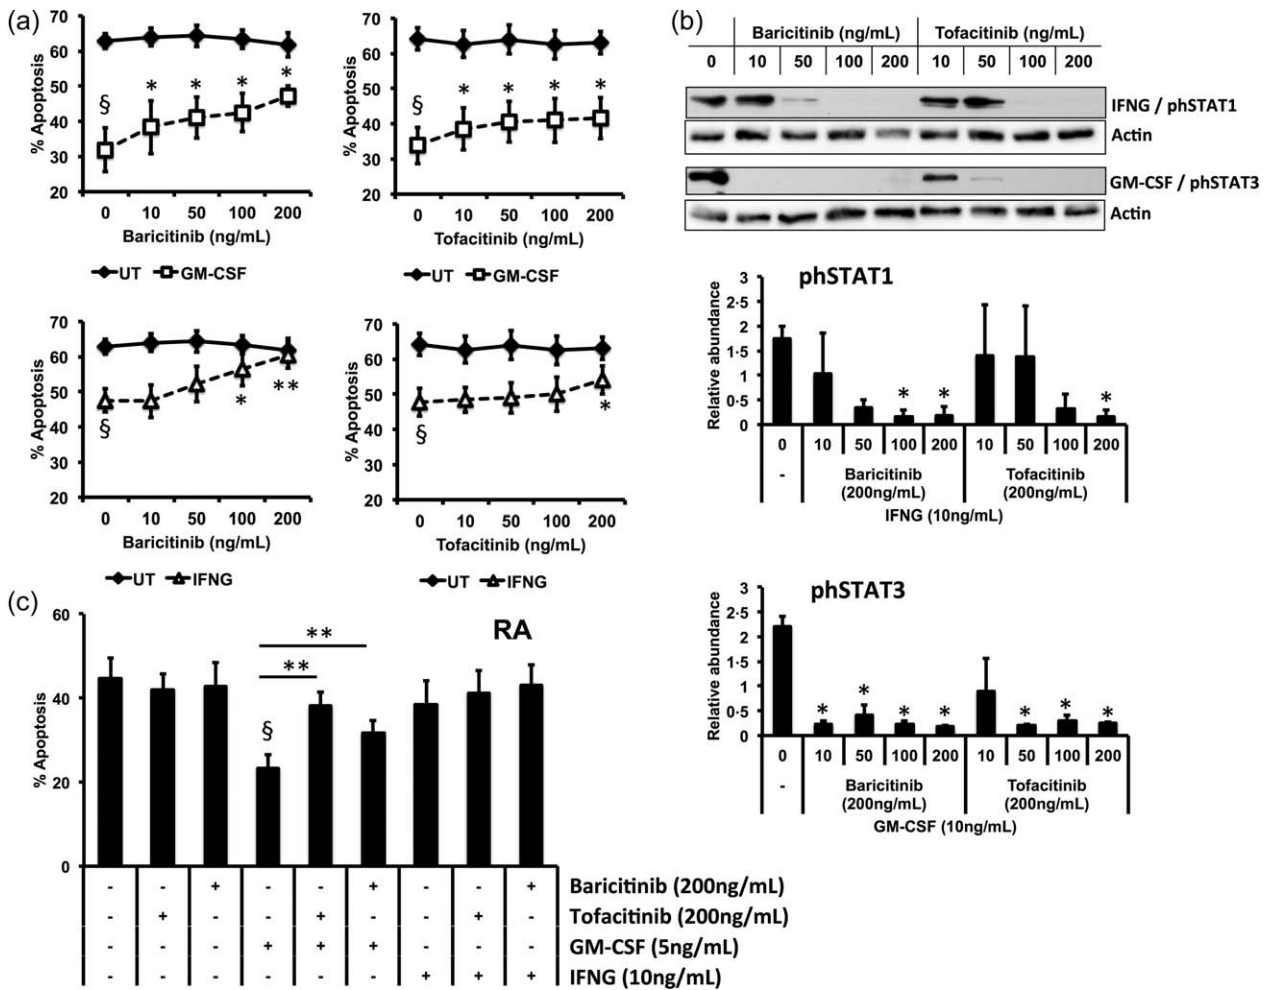 (a)
70
60
50
40
30
20
% Apoptosis
§
*
*
*
*
0 10 50 100 200
Baricitinib (ng/mL)
UT GM-CSF
70
60
50
40
30
20
% Apoptosis
§
*
*
*
*
0 10 50 100 200
Tofacitinib (ng/mL)
UT GM-CSF
70
60
50
40
30
20
% Apoptosis
§
*
**
0 10 50 100 200
Baricitinib (ng/mL)
UT IFNG
70
60
50
40
30
20
% Apoptosis
§
*
0 10 50 100 200
Tofacitinib (ng/mL)
UT IFNG
(b)
Baricitinib (ng/mL) Tofacitinib (ng/mL)
0 10 50 100 200 10 50 100 200
IFNG / phSTAT1
Actin
GM-CSF / phSTAT3
Actin
phSTAT1
3
2·5
2
1·5
1
0·5
0
Relative abundance
* * *
0 10 50 100 200 10 50 100 200
- Baricitinib (200ng/mL) Tofacitinib (200ng/mL)
IFNG (10ng/mL)
phSTAT3
3
2·5
2
1·5
1
0·5
0
Relative abundance
* * * * * * *
0 10 50 100 200 10 50 100 200
- Baricitinib (200ng/mL) Tofacitinib (200ng/mL)
GM-CSF (10ng/mL)
(c)
RA
60
40
20
0
% Apoptosis
**
**
§
- - + - - + - - + Baricitinib (200ng/mL)
- + - - + - - + - Tofacitinib (200ng/mL)
- - - + + + - - - GM-CSF (5ng/mL)
- - - - - - + + + IFNG (10ng/mL)